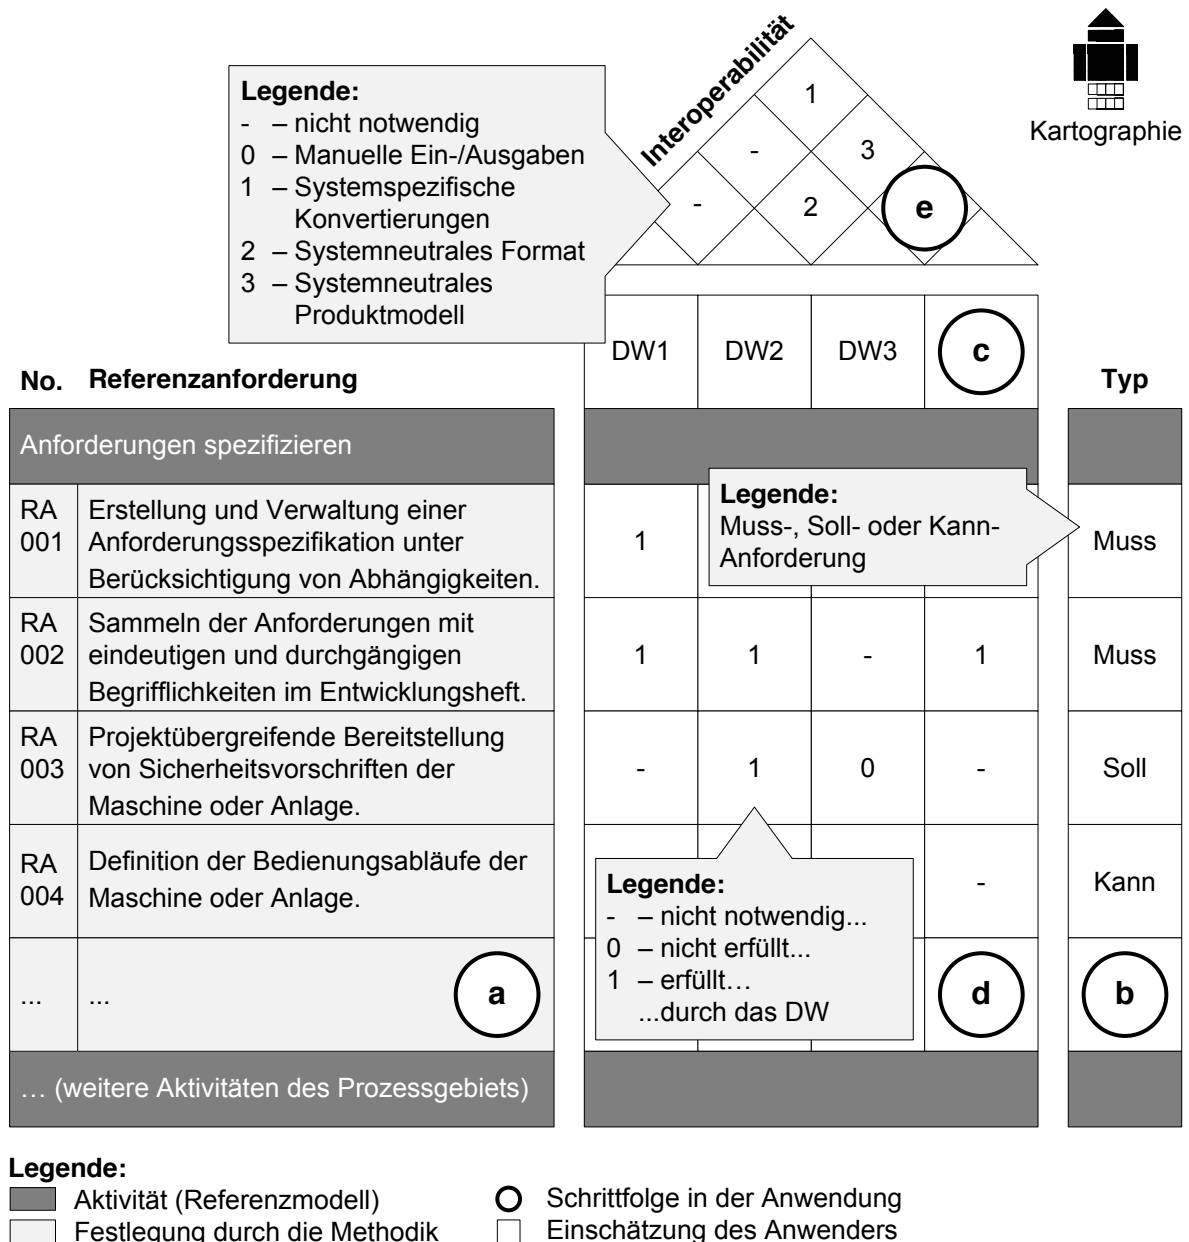 Interoperabilität
Kartographie
Legende:
- – nicht notwendig
0 – Manuelle Ein-/Ausgaben
1 – Systemspezifische
Konvertierungen
2 – Systemneutrales Format
3 – Systemneutrales
Produktmodell
1
- 3
- 2 e
DW1 DW2 DW3 c
No. Referenzanforderung Typ
Anforderungen spezifizieren
RA
001
Erstellung und Verwaltung einer
Anforderungsspezifikation unter
Berücksichtigung von Abhängigkeiten.
1 Muss
Legende:
Muss-, Soll- oder Kann-
Anforderung
RA
002
Sammeln der Anforderungen mit
eindeutigen und durchgängigen
Begrifflichkeiten im Entwicklungsheft.
1 1 - 1 Muss
RA
003
Projektübergreifende Bereitstellung
von Sicherheitsvorschriften der
Maschine oder Anlage.
- 1 0 - Soll
RA
004
Definition der Bedienungsabläufe der
Maschine oder Anlage.
- Kann
Legende:
- – nicht notwendig...
0 – nicht erfüllt...
1 – erfüllt…
...durch das DW
... ... a d b
… (weitere Aktivitäten des Prozessgebiets)
Legende:
Aktivität (Referenzmodell)
Festlegung durch die Methodik
Schrittfolge in der Anwendung
Einschätzung des Anwenders